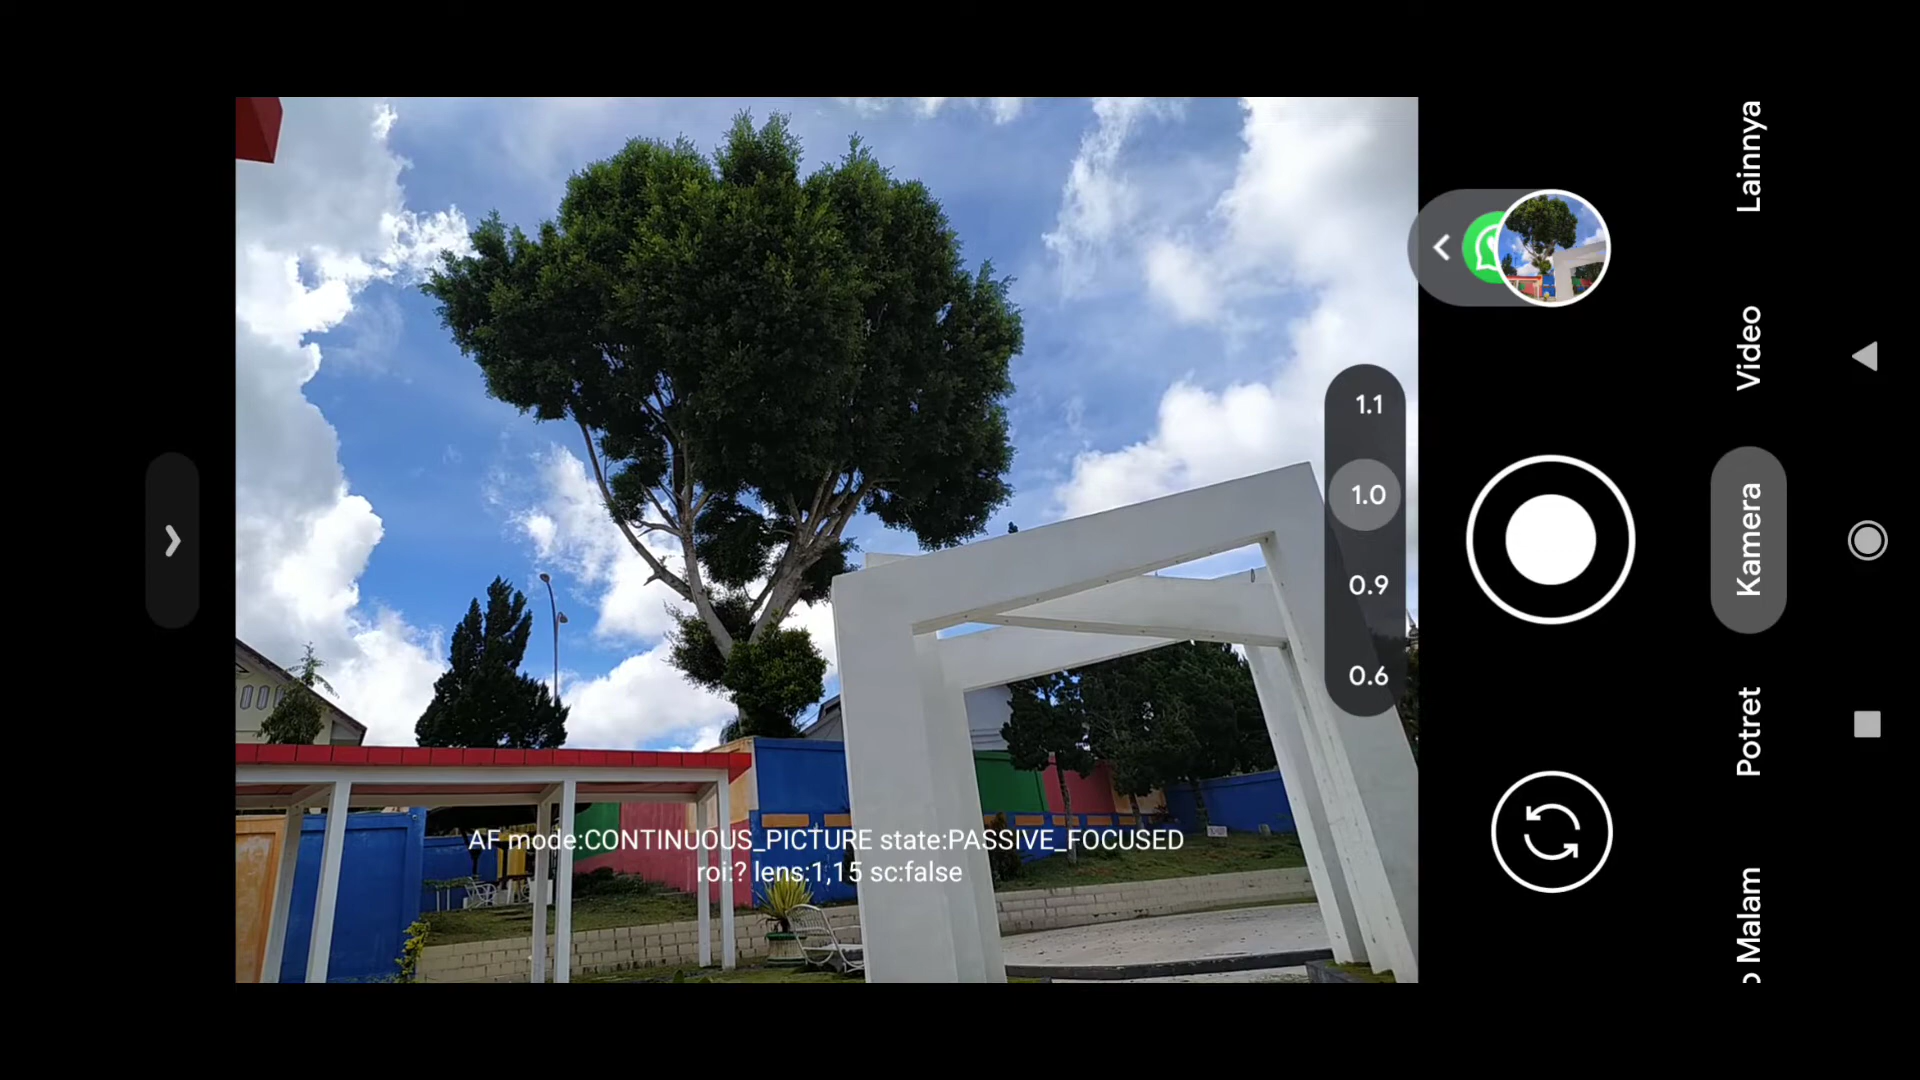 Lainnya
Video
Kamera
Potret
o Malam
1.1
1.0
0.9
0.6
AF mode:CONTINUOUS_PICTURE state:PASSIVE_FOCUSED
roi:? lens:1,15 sc:false